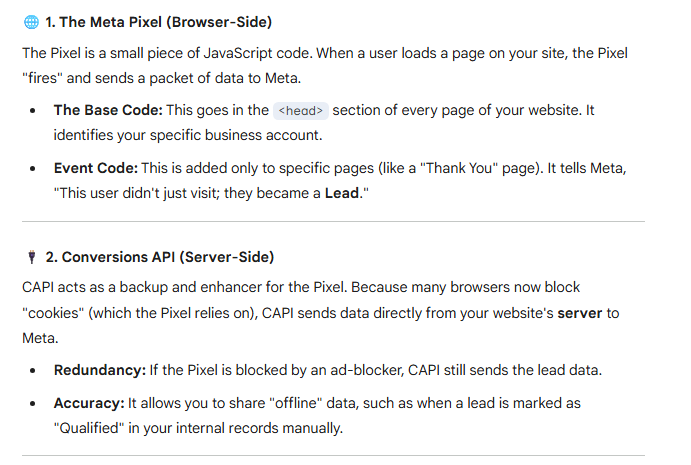 🌐 1. The Meta Pixel (Browser-Side)
The Pixel is a small piece of JavaScript code. When a user loads a page on your site, the Pixel
"fires" and sends a packet of data to Meta.
• The Base Code: This goes in the <head> section of every page of your website. It
identifies your specific business account.
• Event Code: This is added only to specific pages (like a "Thank You" page). It tells Meta,
"This user didn't just visit; they became a Lead."
🔌 2. Conversions API (Server-Side)
CAPI acts as a backup and enhancer for the Pixel. Because many browsers now block
"cookies" (which the Pixel relies on), CAPI sends data directly from your website's server to
Meta.
• Redundancy: If the Pixel is blocked by an ad-blocker, CAPI still sends the lead data.
• Accuracy: It allows you to share "offline" data, such as when a lead is marked as
"Qualified" in your internal records manually.